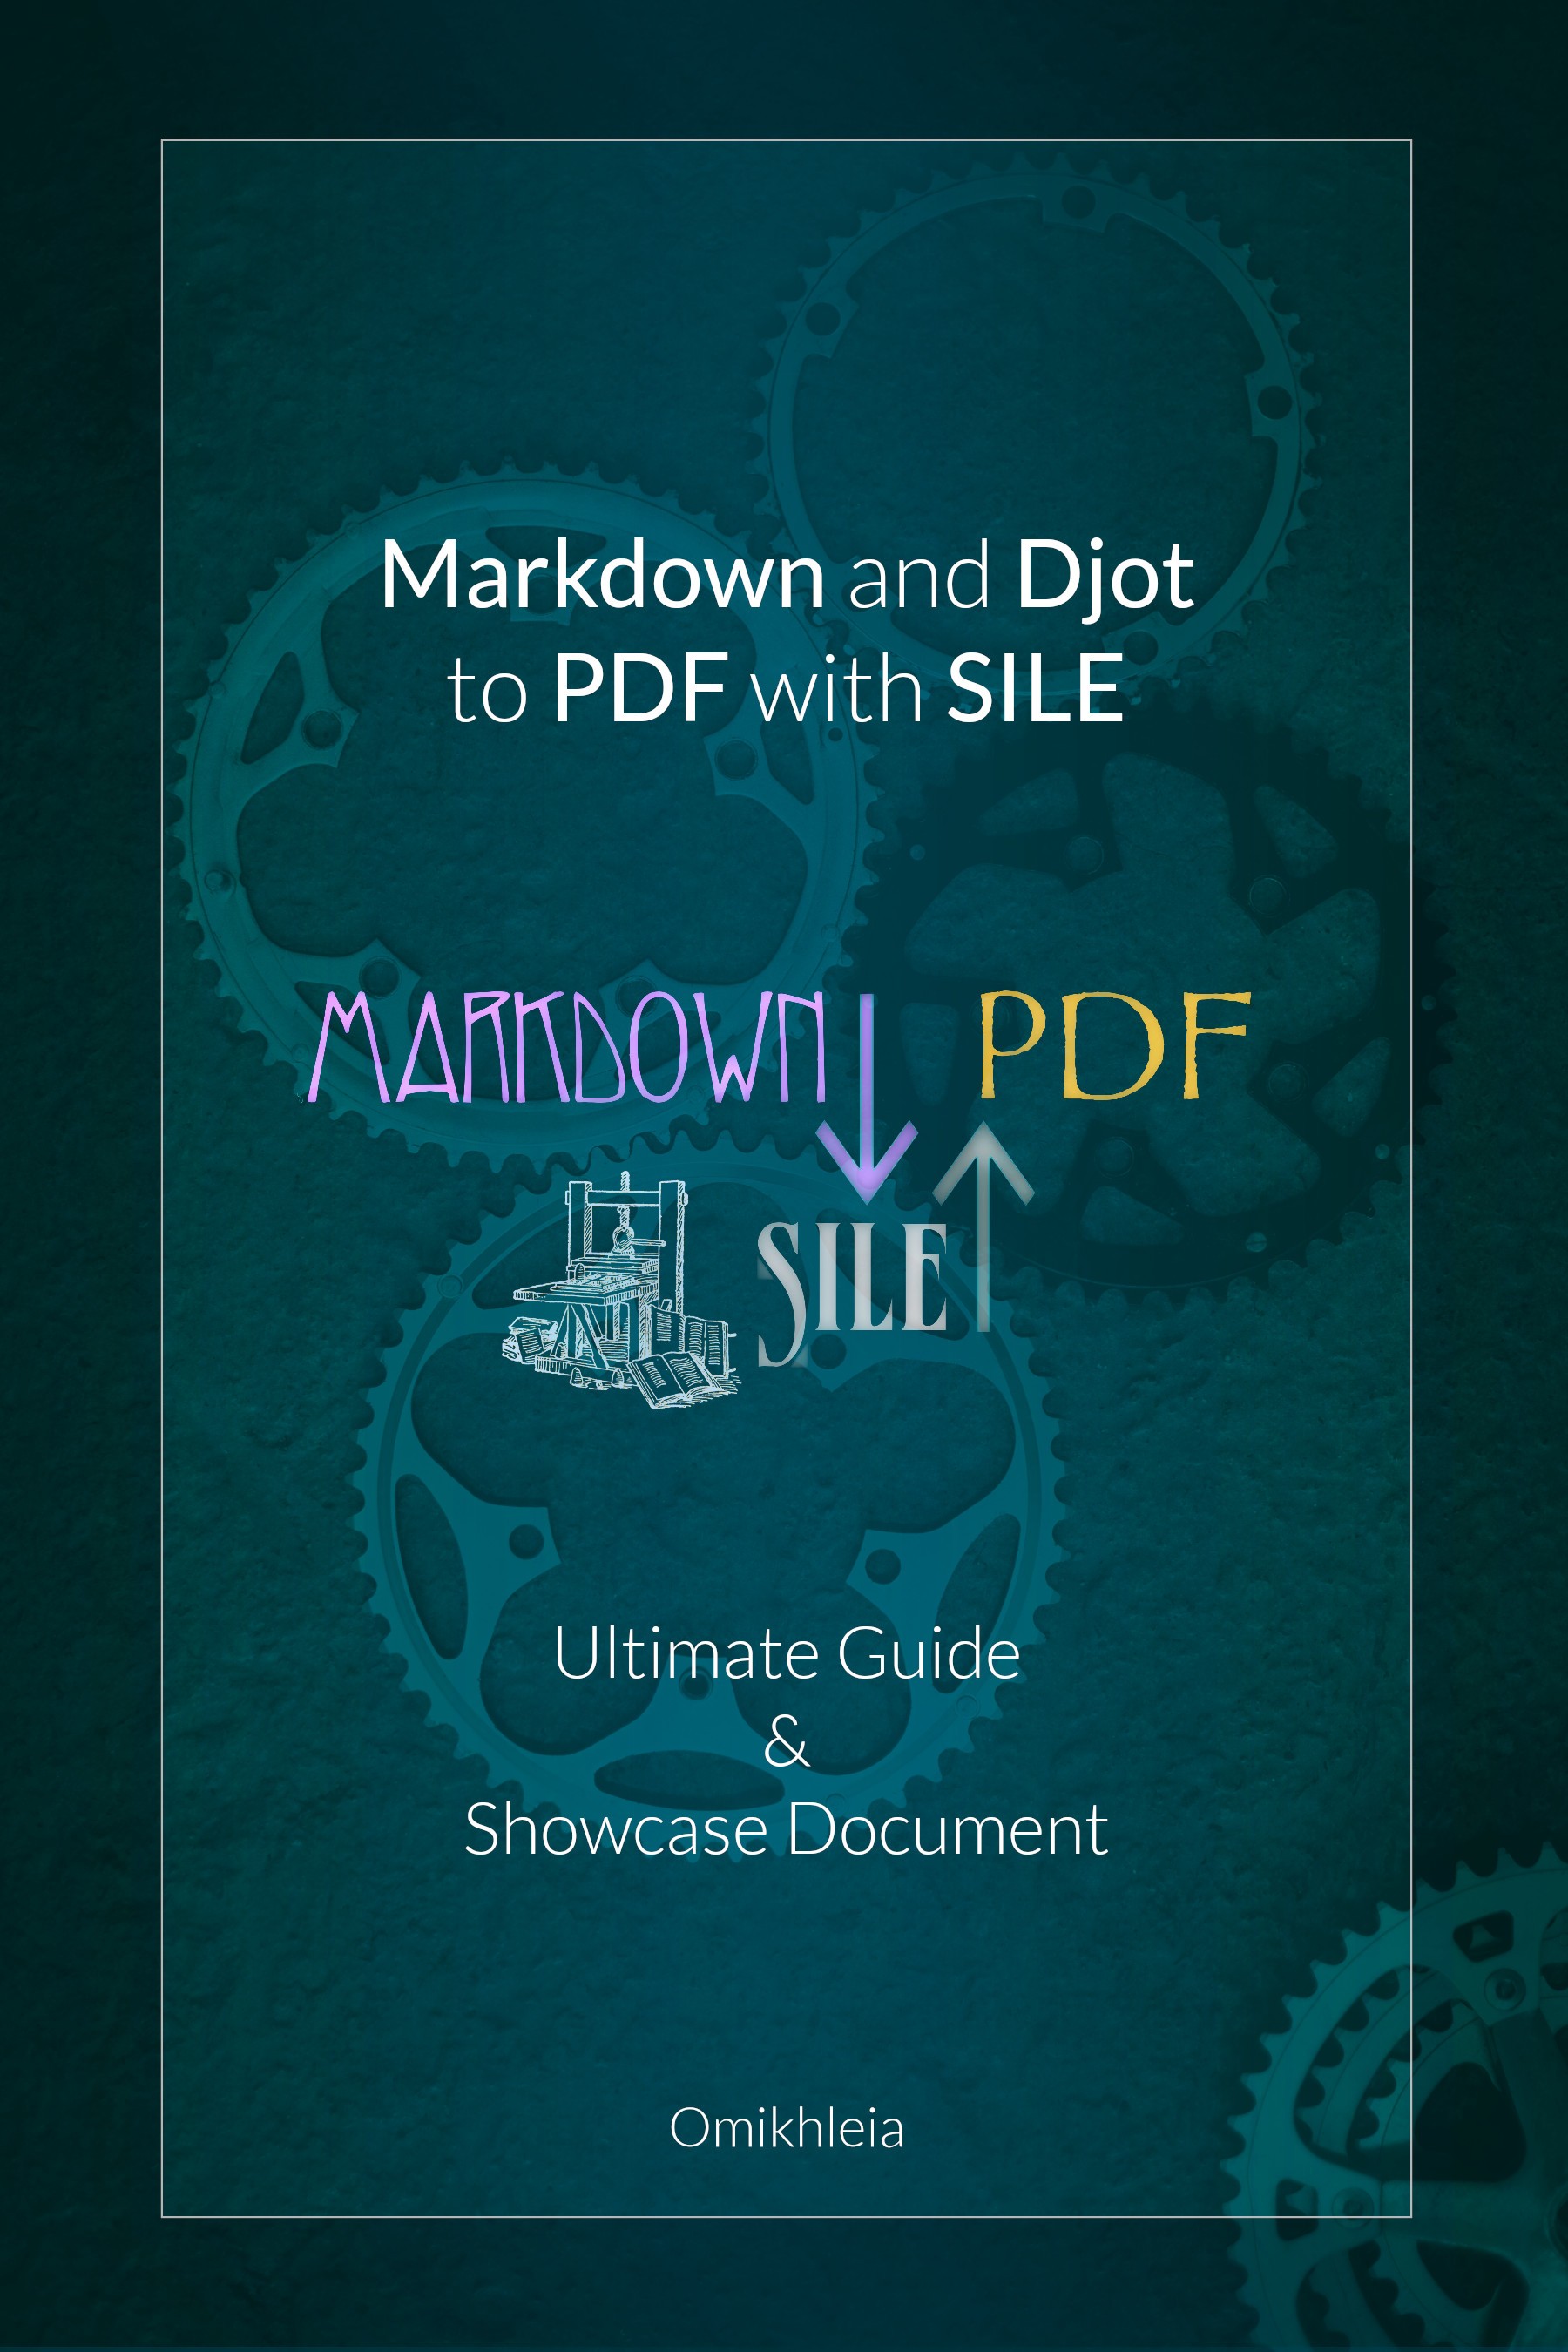 Markdown and Djot
to PDF with SILE
MARKDOWN PDF
SILE
Ultimate Guide
&
Showcase Document
Omikhleia